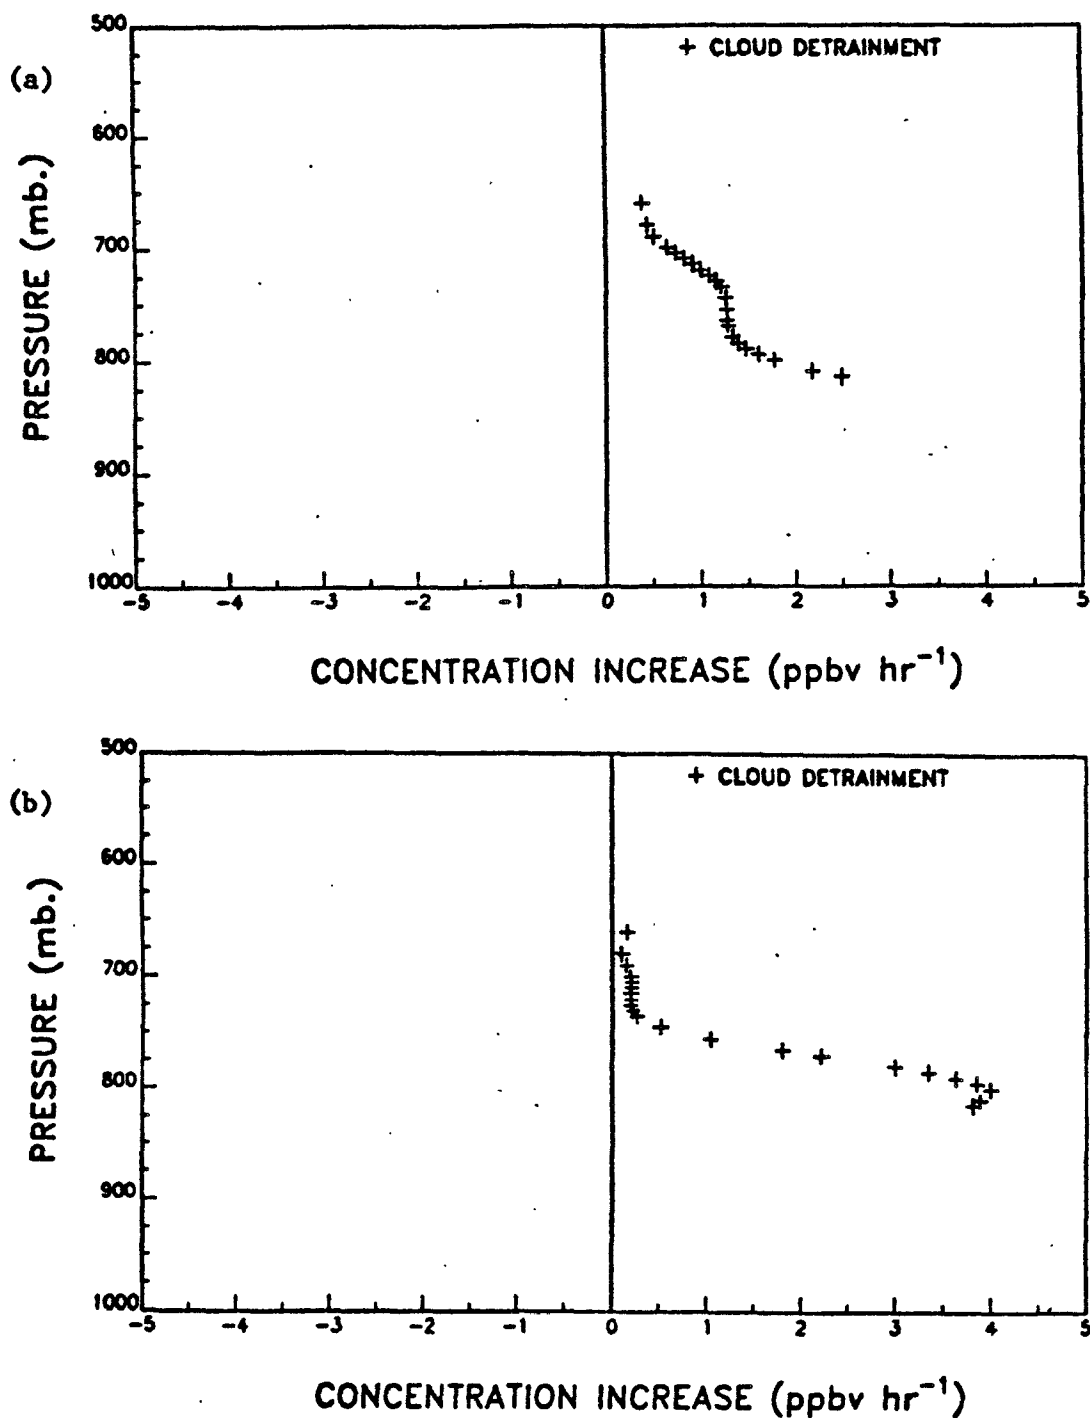 (a)
500
600
700
800
900
1000
PRESSURE (mb.)
+ CLOUD DETRAINMENT
-5 -4 -3 -2 -1 0 1 2 3 4 5
CONCENTRATION INCREASE (ppbv hr⁻¹)
(b)
500
600
700
800
900
1000
PRESSURE (mb.)
+ CLOUD DETRAINMENT
-5 -4 -3 -2 -1 0 1 2 3 4 5
CONCENTRATION INCREASE (ppbv hr⁻¹)